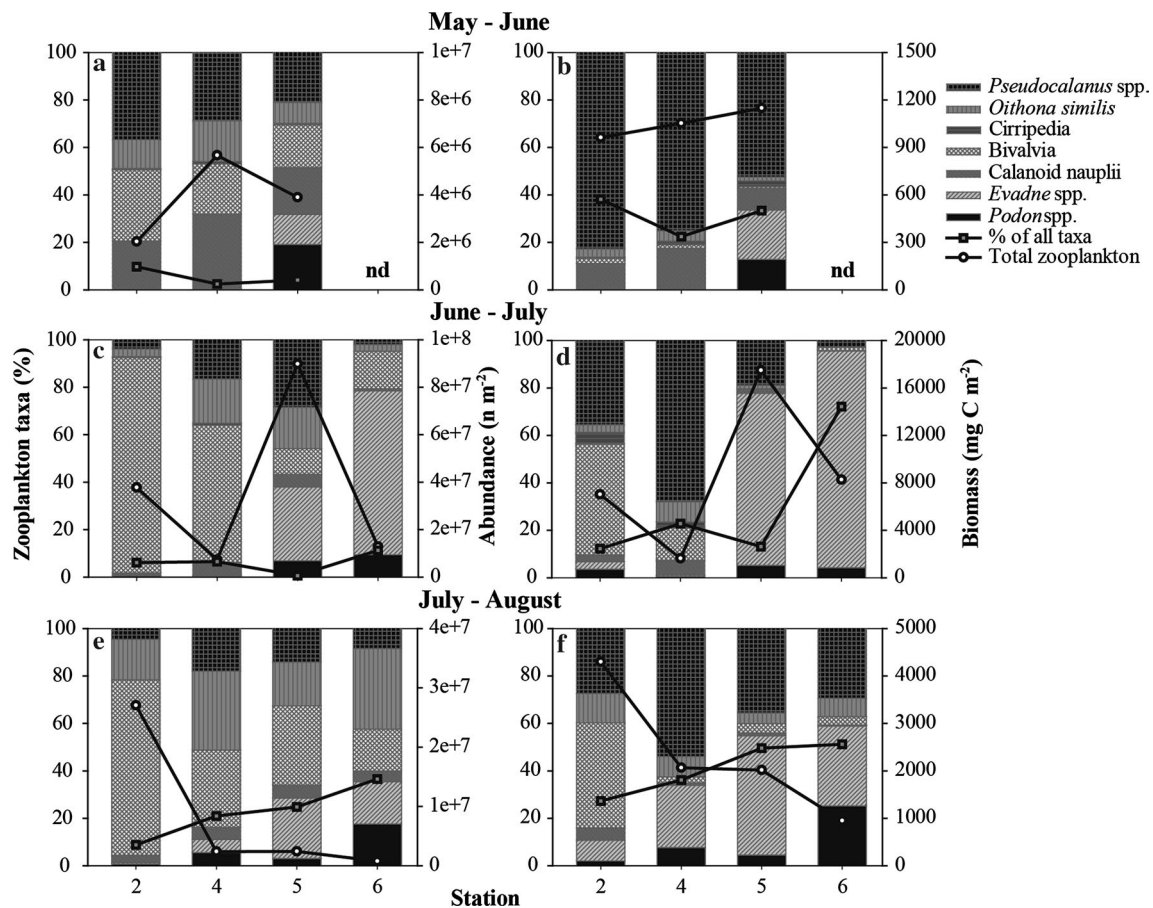 May - June
a
100
80
60
40
20
0
1e+7
8e+6
6e+6
4e+6
2e+6
0
nd
b
100
80
60
40
20
0
1500
1200
900
600
300
0
nd
Pseudocalanus spp.
Oithona similis
Cirripedia
Bivalvia
Calanoid nauplii
Evadne spp.
Podon spp.
% of all taxa
Total zooplankton
June - July
Zooplankton taxa (%)
c
100
80
60
40
20
0
1e+8
8e+7
6e+7
4e+7
2e+7
0
Abundance (n m-2)
d
100
80
60
40
20
0
20000
16000
12000
8000
4000
0
Biomass (mg C m-2)
July - August
e
100
80
60
40
20
0
4e+7
3e+7
2e+7
1e+7
0
2 4 5 6
f
100
80
60
40
20
0
5000
4000
3000
2000
1000
0
2 4 5 6
Station